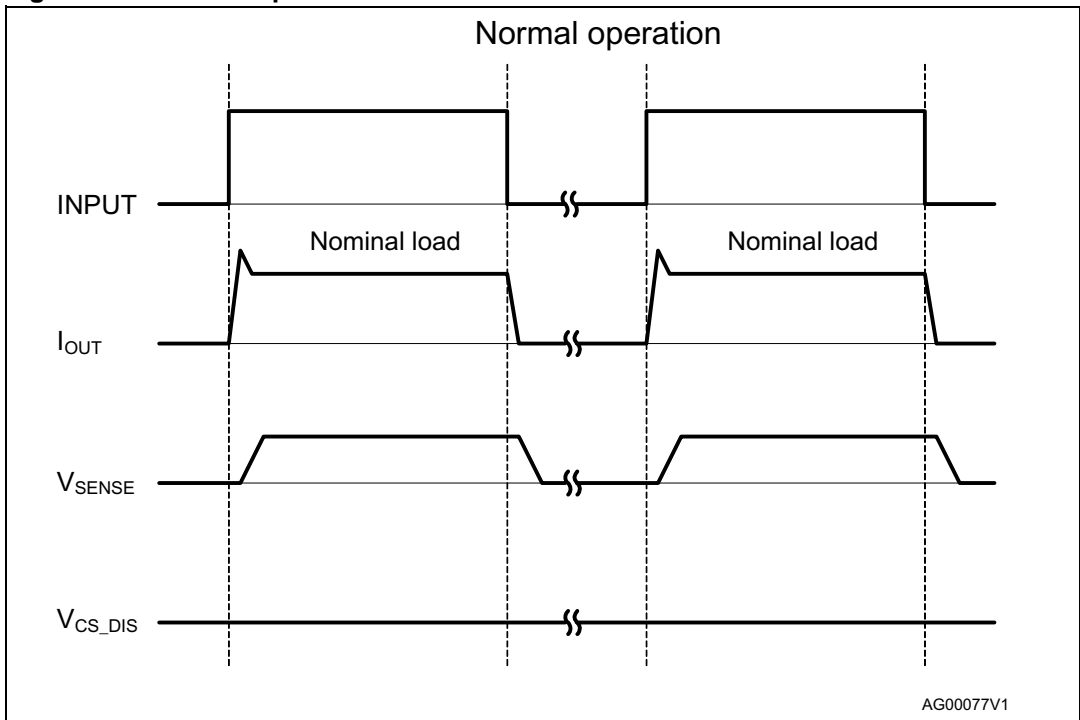 Normal operation
INPUT
Nominal load Nominal load
IOUT
VSENSE
VCS_DIS
AG00077V1